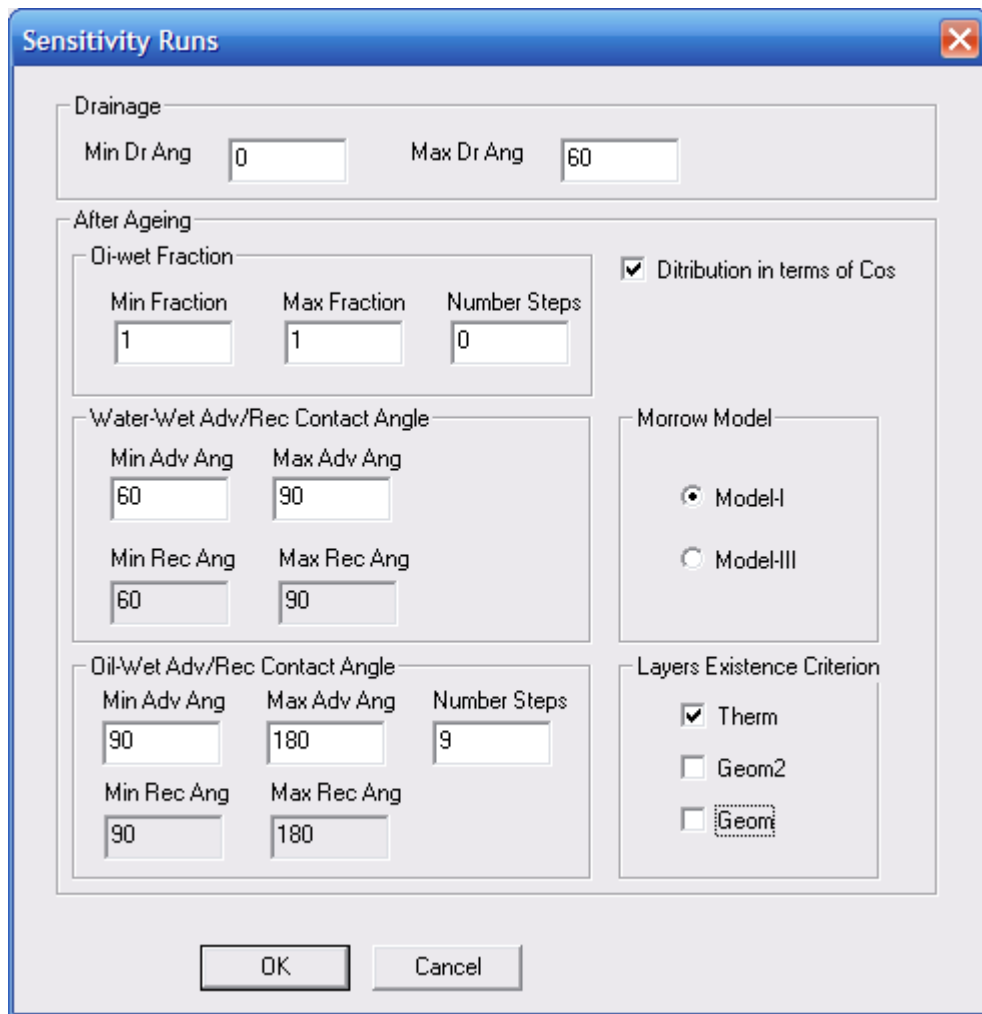 Sensitivity Runs
Drainage
Min Dr Ang 0 Max Dr Ang 60
After Ageing
Oi-wet Fraction
Ditribution in terms of Cos
Min Fraction Max Fraction Number Steps
1 1 0
Water-Wet Adv/Rec Contact Angle
Min Adv Ang Max Adv Ang
60 90
Min Rec Ang Max Rec Ang
60 90
Morrow Model
Model-I
Model-III
Oil-Wet Adv/Rec Contact Angle
Min Adv Ang Max Adv Ang Number Steps
90 180 9
Min Rec Ang Max Rec Ang
90 180
Layers Existence Criterion
Therm
Geom2
Geom
OK Cancel